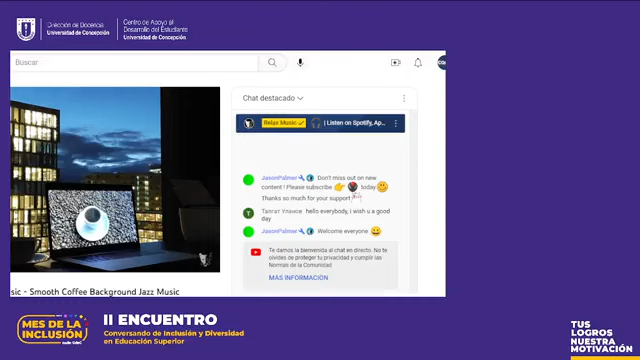 Dirección de Docencia
Universidad de Concepción
Centro de Apoyo al
Desarrollo del Estudiante
Universidad de Concepción
Buscar
Chat destacado
Relax Music
| Listen on Spotify, Ap...
JasonPalmer Don't miss out on new
content ! Please subscribe today
Thanks so much for your support
hello everybody, i wish u a good
day
JasonPalmer Welcome everyone
Te damos la bienvenida al chat en directo. No te
olvides de proteger tu privacidad y cumplir las
Normas de la Comunidad.
MÁS INFORMACIÓN
sic - Smooth Coffee Background Jazz Music
MES DE LA
INCLUSIÓN
II ENCUENTRO
Conversando de Inclusión y Diversidad
en Educación Superior
TUS
LOGROS
NUESTRA
MOTIVACIÓN